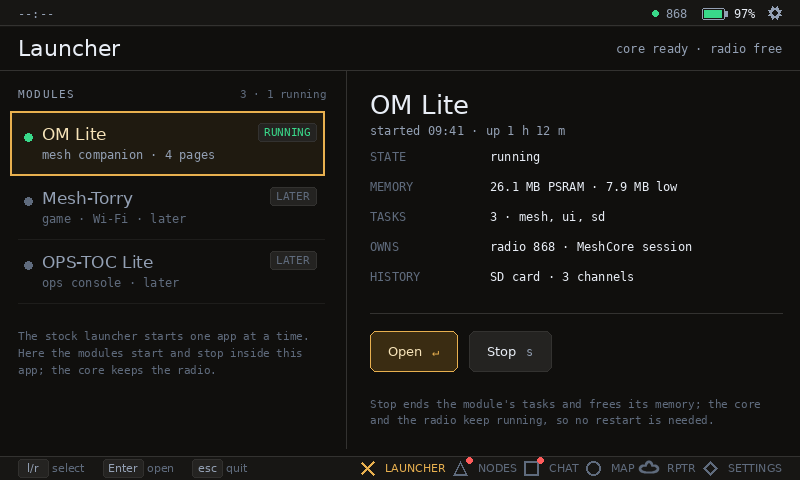 --:--
868 97%
Launcher
core ready · radio free
MODULES 3 · 1 running
OM Lite RUNNING
mesh companion · 4 pages
Mesh-Torry LATER
game · Wi-Fi · later
OPS-TOC Lite LATER
ops console · later
The stock launcher starts one app at a time.
Here the modules start and stop inside this
app; the core keeps the radio.
OM Lite
started 09:41 · up 1 h 12 m
STATE running
MEMORY 26.1 MB PSRAM · 7.9 MB low
TASKS 3 · mesh, ui, sd
OWNS radio 868 · MeshCore session
HISTORY SD card · 3 channels
Open ↵ Stop s
Stop ends the module's tasks and frees its memory; the core
and the radio keep running, so no restart is needed.
l/r select Enter open esc quit
LAUNCHER NODES CHAT MAP RPTR SETTINGS